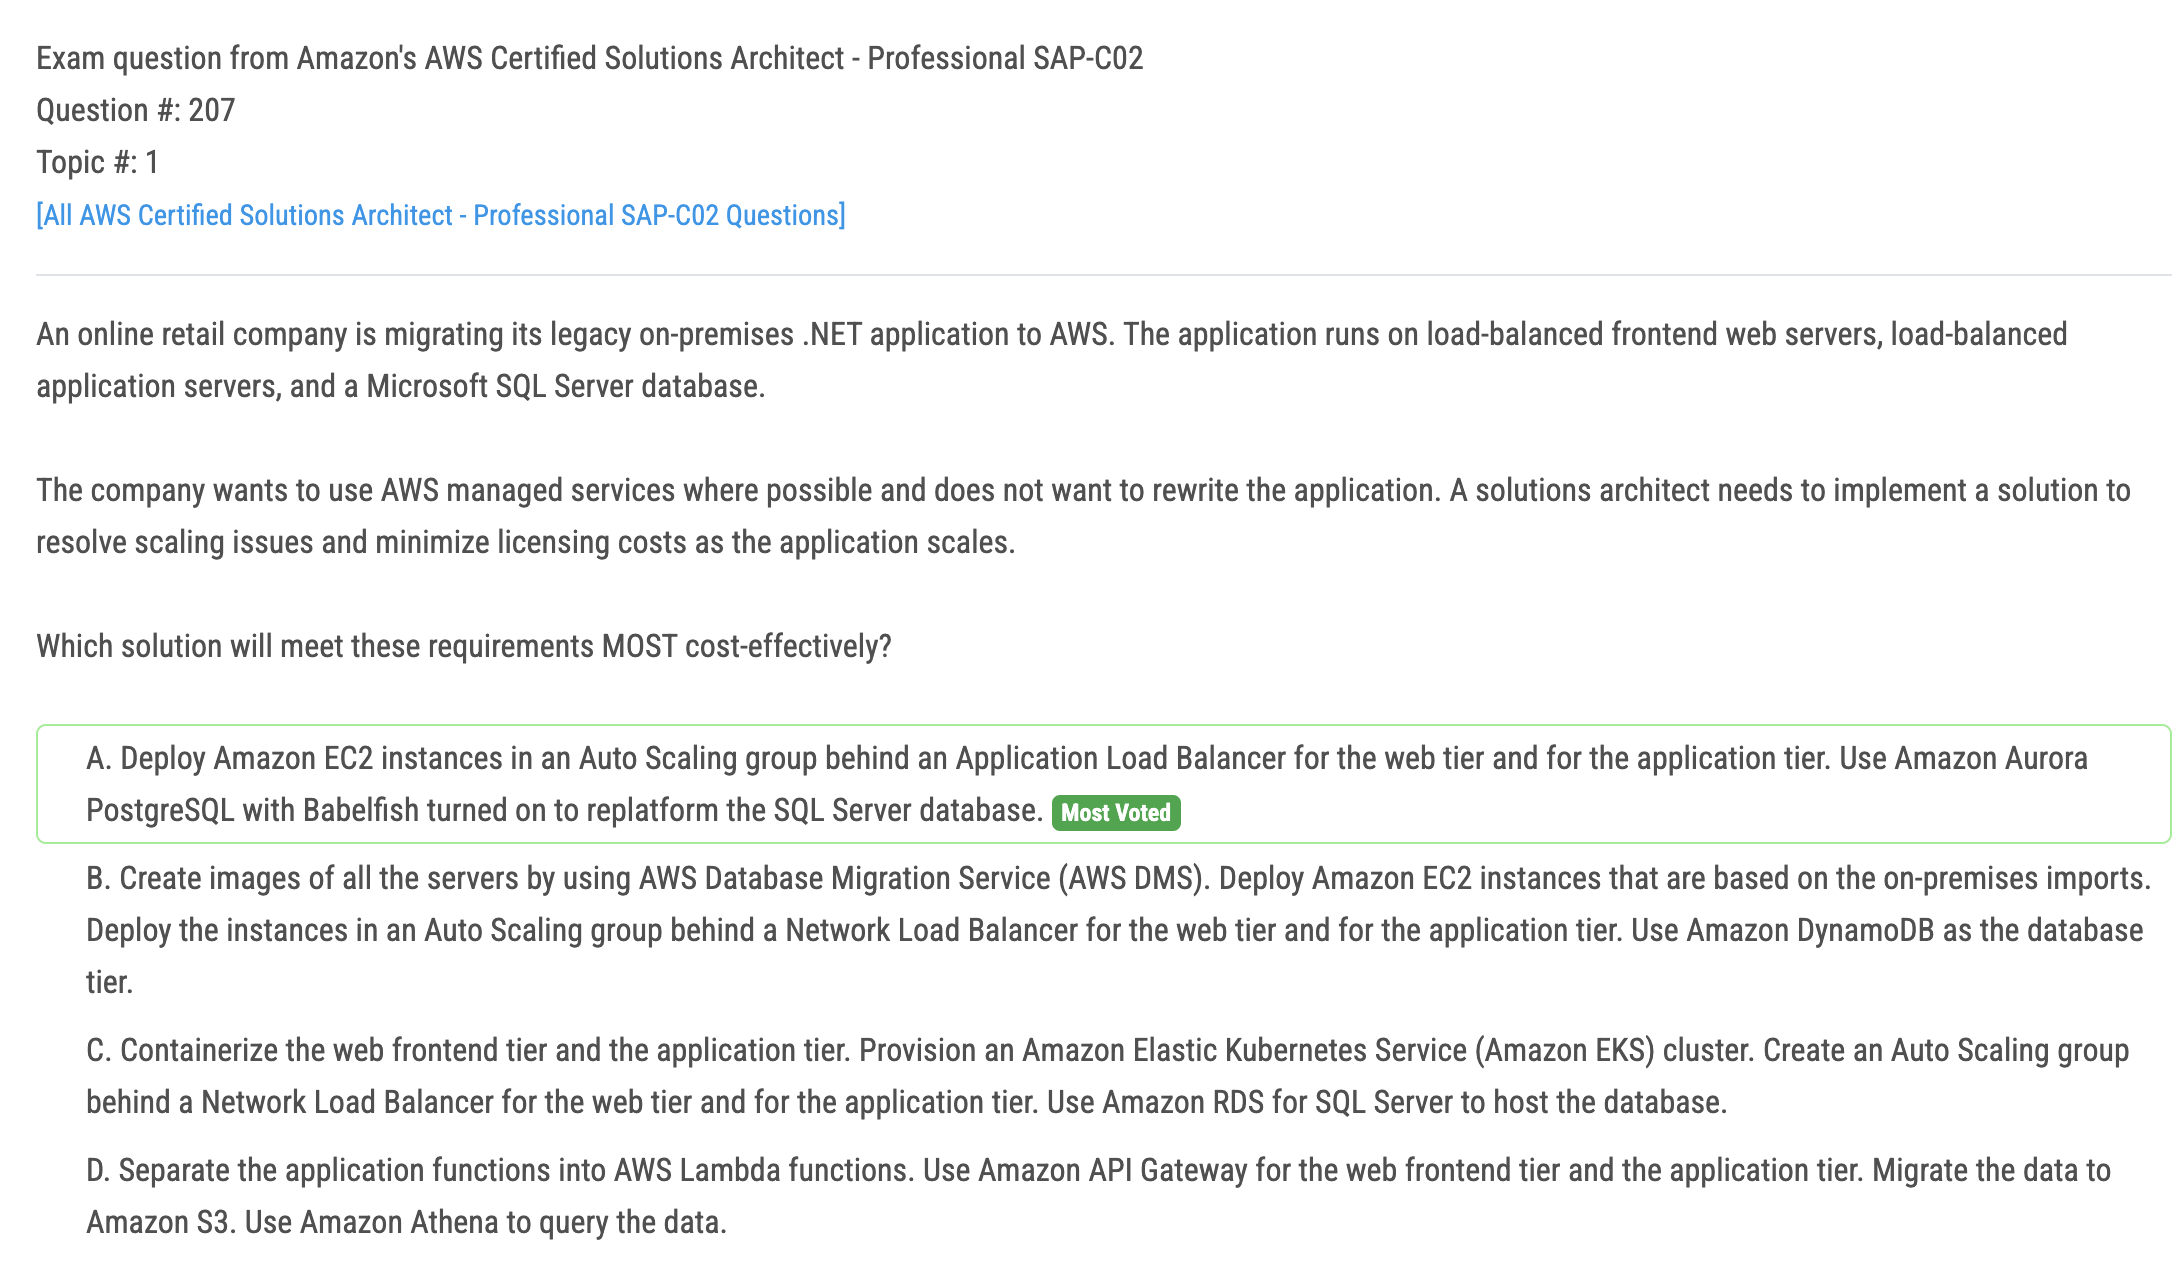 Exam question from Amazon's AWS Certified Solutions Architect - Professional SAP-C02
Question #: 207
Topic #: 1
[All AWS Certified Solutions Architect - Professional SAP-C02 Questions]
An online retail company is migrating its legacy on-premises .NET application to AWS. The application runs on load-balanced frontend web servers, load-balanced
application servers, and a Microsoft SQL Server database.
The company wants to use AWS managed services where possible and does not want to rewrite the application. A solutions architect needs to implement a solution to
resolve scaling issues and minimize licensing costs as the application scales.
Which solution will meet these requirements MOST cost-effectively?
A. Deploy Amazon EC2 instances in an Auto Scaling group behind an Application Load Balancer for the web tier and for the application tier. Use Amazon Aurora
PostgreSQL with Babelfish turned on to replatform the SQL Server database. Most Voted
B. Create images of all the servers by using AWS Database Migration Service (AWS DMS). Deploy Amazon EC2 instances that are based on the on-premises imports.
Deploy the instances in an Auto Scaling group behind a Network Load Balancer for the web tier and for the application tier. Use Amazon DynamoDB as the database
tier.
C. Containerize the web frontend tier and the application tier. Provision an Amazon Elastic Kubernetes Service (Amazon EKS) cluster. Create an Auto Scaling group
behind a Network Load Balancer for the web tier and for the application tier. Use Amazon RDS for SQL Server to host the database.
D. Separate the application functions into AWS Lambda functions. Use Amazon API Gateway for the web frontend tier and the application tier. Migrate the data to
Amazon S3. Use Amazon Athena to query the data.